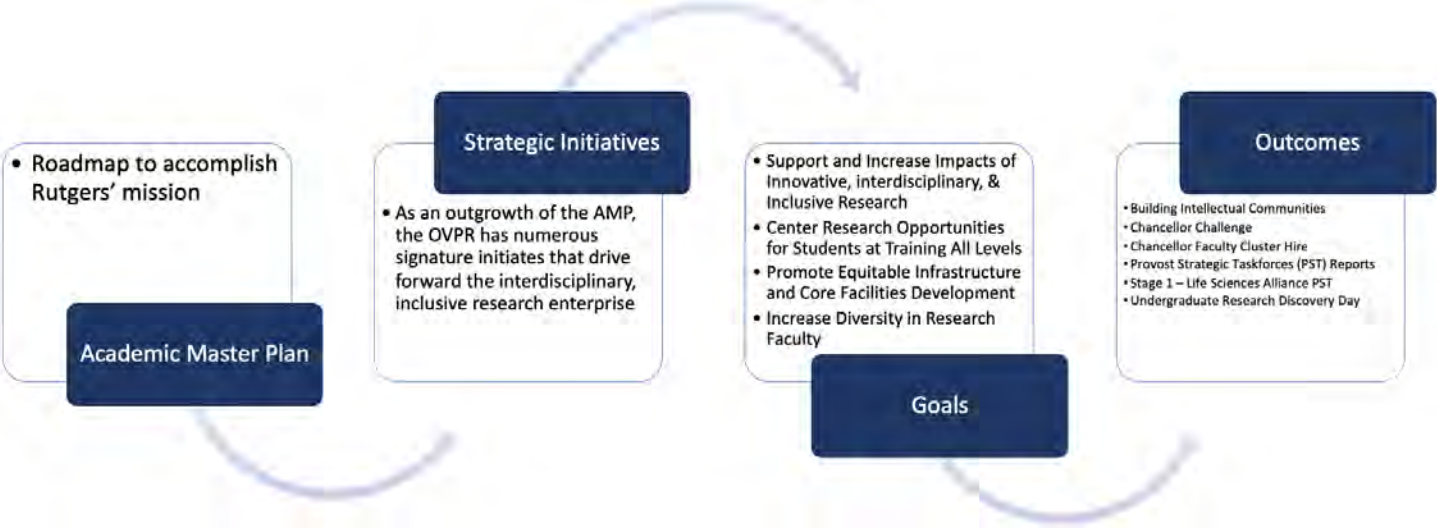 • Roadmap to accomplish
Rutgers’ mission
Academic Master Plan
Strategic Initiatives
• As an outgrowth of the AMP,
the OVPR has numerous
signature initiates that drive
forward the interdisciplinary,
inclusive research enterprise
• Support and Increase Impacts of
Innovative, interdisciplinary, &
Inclusive Research
• Center Research Opportunities
for Students at Training All Levels
• Promote Equitable Infrastructure
and Core Facilities Development
• Increase Diversity in Research
Faculty
Goals
Outcomes
• Building Intellectual Communities
• Chancellor Challenge
• Chancellor Faculty Cluster Hire
• Provost Strategic Taskforces (PST) Reports
• Stage 1 – Life Sciences Alliance PST
• Undergraduate Research Discovery Day